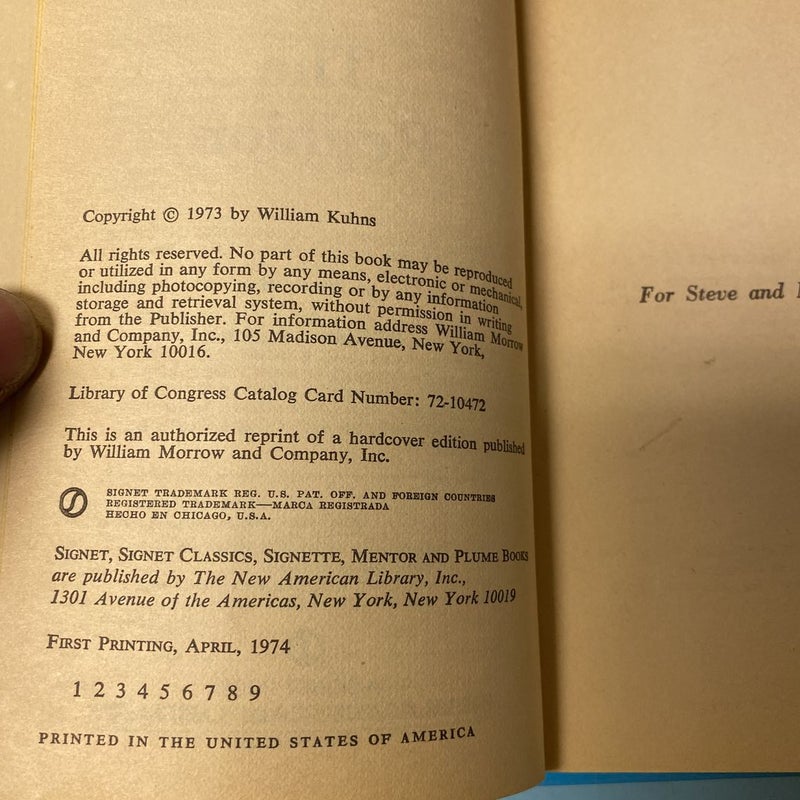 Copyright © 1973 by William Kuhns
All rights reserved. No part of this book may be reproduced
or utilized in any form by any means, electronic or mechanical,
including photocopying, recording or by any information
storage and retrieval system, without permission in writing
from the Publisher. For information address William Morrow
and Company, Inc., 105 Madison Avenue, New York,
New York 10016.
Library of Congress Catalog Card Number: 72-10472
This is an authorized reprint of a hardcover edition published
by William Morrow and Company, Inc.
SIGNET TRADEMARK REG. U.S. PAT. OFF. AND FOREIGN COUNTRIES
REGISTERED TRADEMARK—MARCA REGISTRADA
HECHO EN CHICAGO, U.S.A.
SIGNET, SIGNET CLASSICS, SIGNETTE, MENTOR AND PLUME BOOKS
are published by The New American Library, Inc.,
1301 Avenue of the Americas, New York, New York 10019
FIRST PRINTING, APRIL, 1974
1 2 3 4 5 6 7 8 9
PRINTED IN THE UNITED STATES OF AMERICA
For Steve and